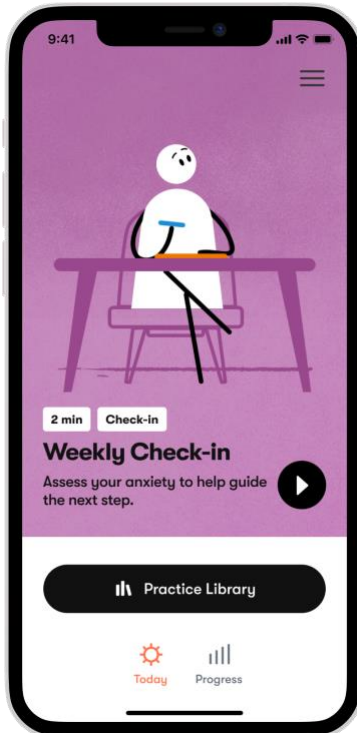 9:41
2 min Check-in
Weekly Check-in
Assess your anxiety to help guide
the next step.
Practice Library
Today Progress